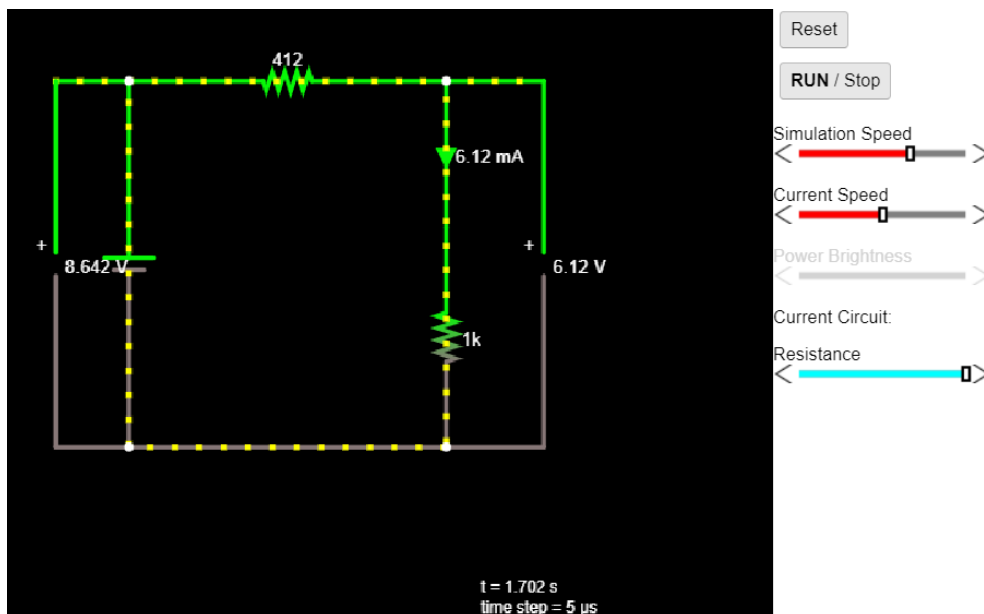 412
6.12 mA
+
8.642 V
+
6.12 V
1k
t = 1.702 s
time step = 5 µs
Reset
RUN / Stop
Simulation Speed
Current Speed
Power Brightness
Current Circuit:
Resistance